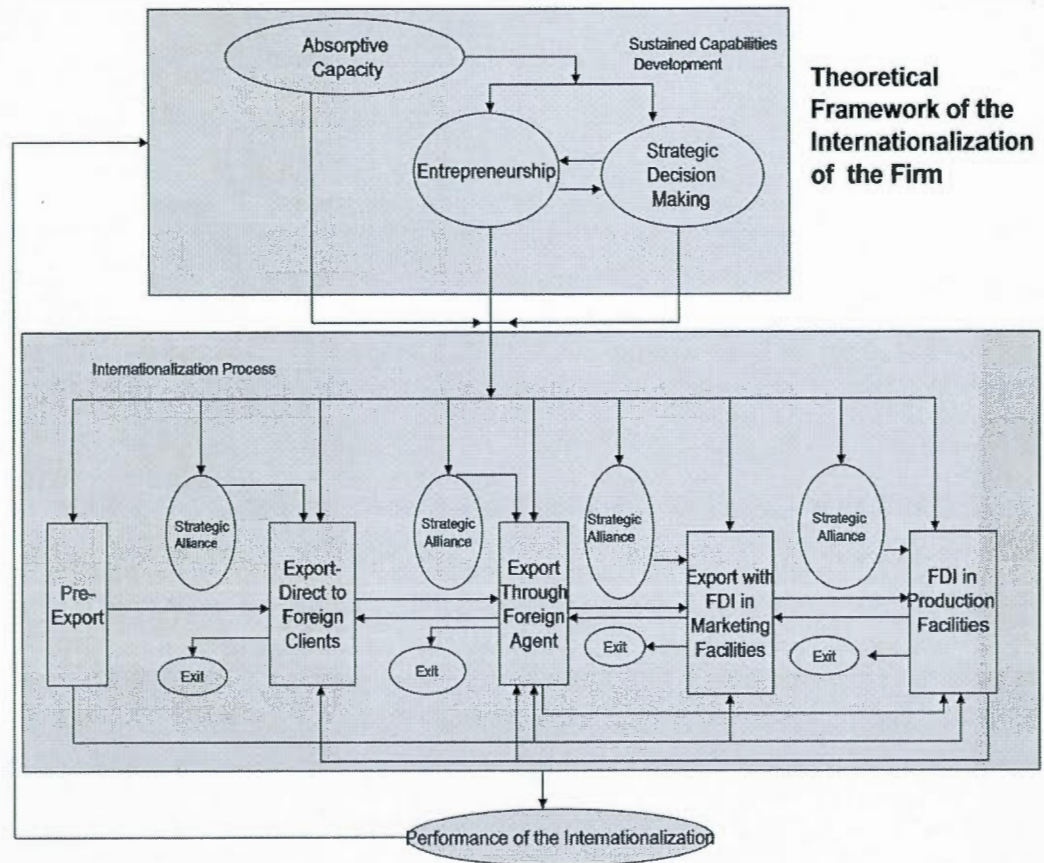 Absorptive
Capacity
Sustained Capabilities
Development
Theoretical
Framework of the
Internationalization
of the Firm
Entrepreneurship
Strategic
Decision
Making
Internationalization Process
Pre-
Export
Strategic
Alliance
Exit
Export-
Direct to
Foreign
Clients
Strategic
Alliance
Exit
Export
Through
Foreign
Agent
Strategic
Alliance
Exit
Export with
FDI in
Marketing
Facilities
Strategic
Alliance
Exit
FDI in
Production
Facilities
Performance of the Internationalization